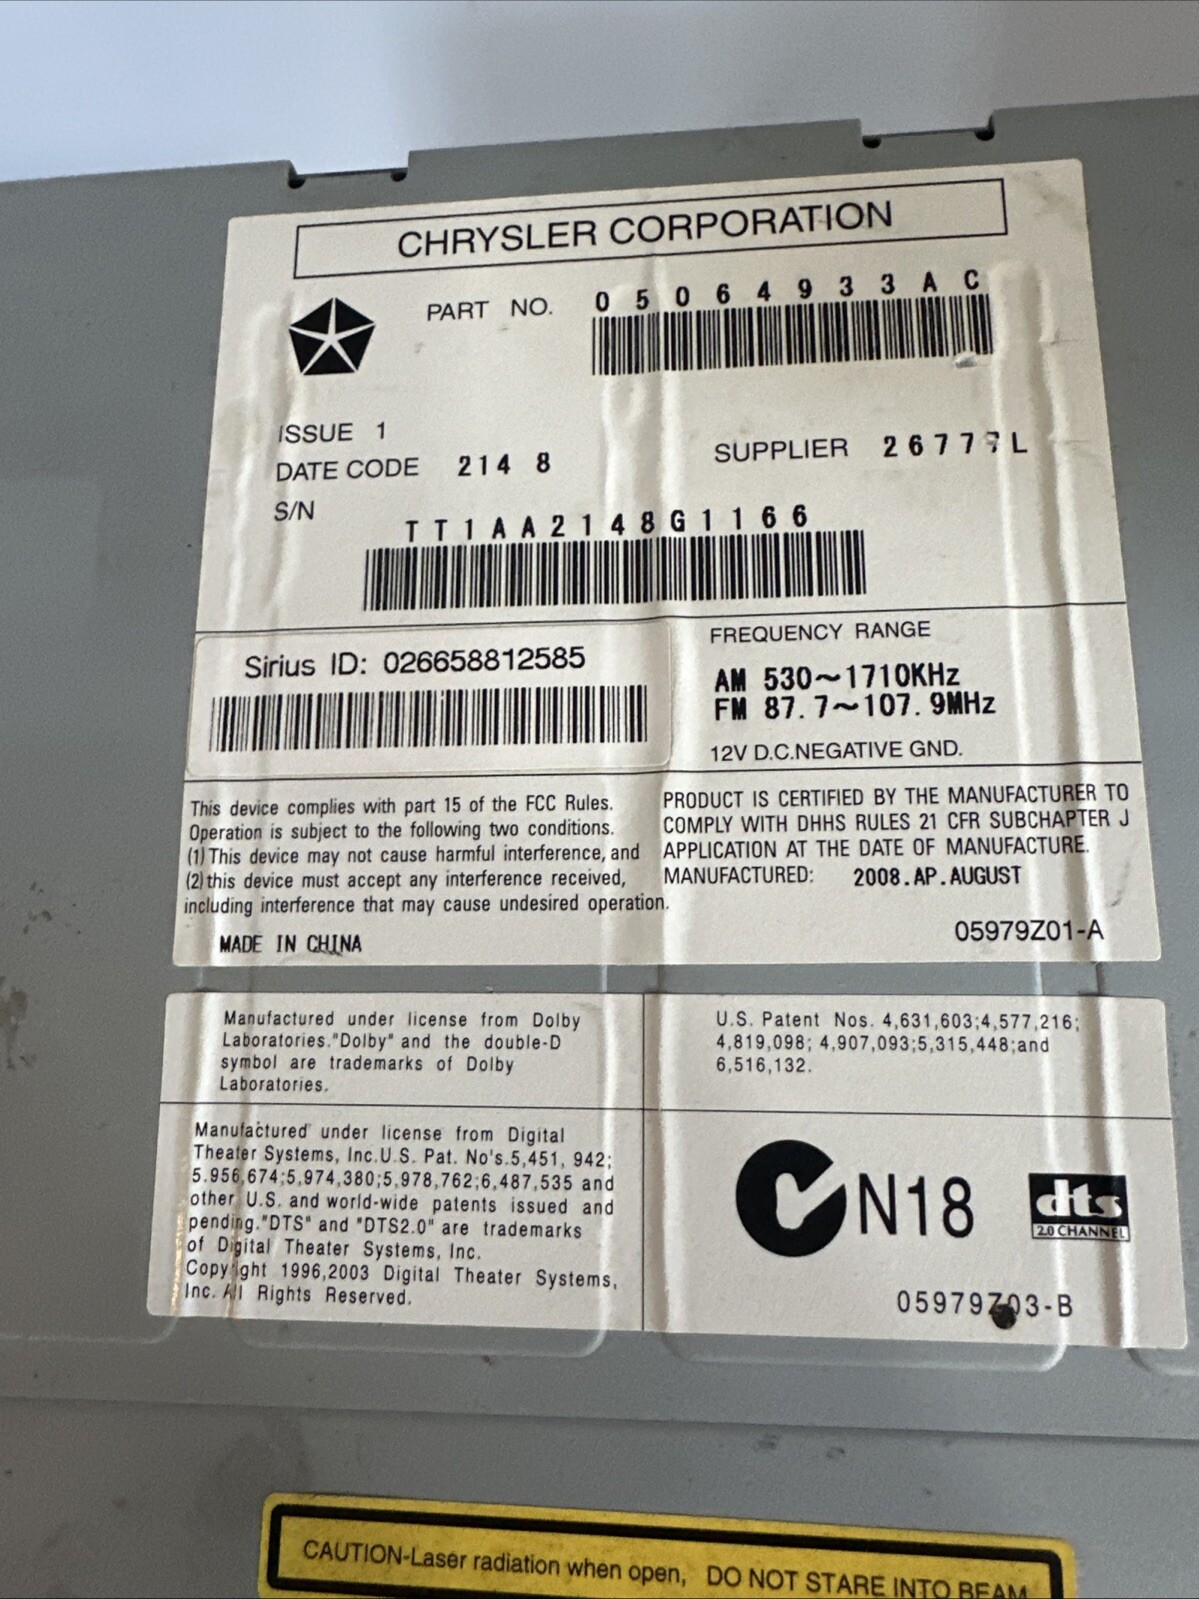 CHRYSLER CORPORATION
PART NO. 05064933AC
ISSUE 1
DATE CODE 2148
SUPPLIER 26777L
S/N
TT1AA2148G1166
Sirius ID: 026658812585
FREQUENCY RANGE
AM 530~1710KHz
FM 87.7~107.9MHz
12V D.C.NEGATIVE GND.
This device complies with part 15 of the FCC Rules.
Operation is subject to the following two conditions.
(1) This device may not cause harmful interference, and
(2) this device must accept any interference received,
including interference that may cause undesired operation.
MADE IN CHINA
PRODUCT IS CERTIFIED BY THE MANUFACTURER TO
COMPLY WITH DHHS RULES 21 CFR SUBCHAPTER J
APPLICATION AT THE DATE OF MANUFACTURE.
MANUFACTURED: 2008.AP.AUGUST
05979Z01-A
Manufactured under license from Dolby
Laboratories."Dolby" and the double-D
symbol are trademarks of Dolby
Laboratories.
U.S. Patent Nos. 4,631,603;4,577,216;
4,819,098; 4,907,093;5,315,448;and
6,516,132.
Manufactured under license from Digital
Theater Systems, Inc.U.S. Pat. No's.5,451, 942;
5.956,674;5,974,380;5,978,762;6,487,535 and
other U.S. and world-wide patents issued and
pending."DTS" and "DTS2.0" are trademarks
of Digital Theater Systems, Inc.
Copyright 1996,2003 Digital Theater Systems,
Inc. All Rights Reserved.
N18
dts
2.0 CHANNEL
05979Z03-B
CAUTION-Laser radiation when open, DO NOT STARE INTO BEAM